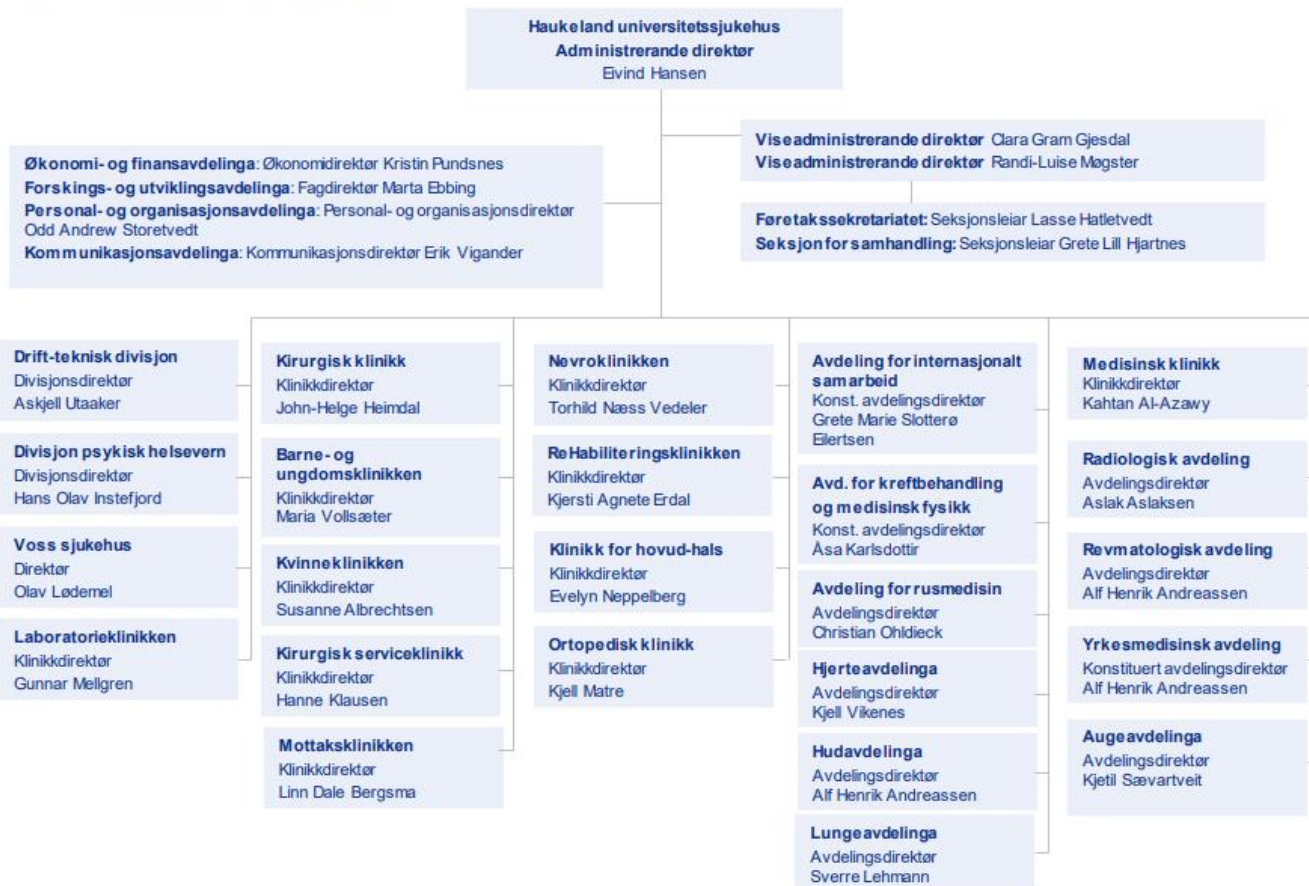 Haukeland universitetssjukehus
Administrerande direktør
Eivind Hansen
Økonomi- og finansavdelinga: Økonomidirektør Kristin Pundsnes
Forskings- og utviklingsavdelinga: Fagdirektør Marta Ebbing
Personal- og organisasjonsavdelinga: Personal- og organisasjonsdirektør
Odd Andrew Storetvedt
Kommunikasjonsavdelinga: Kommunikasjonsdirektør Erik Vigander
Viseadministrerande direktør Clara Gram Gjesdal
Viseadministrerande direktør Randi-Luise Møgster
Føretakssekretariatet: Seksjonsleiar Lasse Hatletvedt
Seksjon for samhandling: Seksjonsleiar Grete Lill Hjartnes
Drift-teknisk divisjon
Divisjonsdirektør
Askjell Utaaker
Divisjon psykisk helsevern
Divisjonsdirektør
Hans Olav Instefjord
Voss sjukehus
Direktør
Olav Lødemel
Laboratorieklinikken
Klinikkdirektør
Gunnar Mellgren
Kirurgisk klinikk
Klinikkdirektør
John-Helge Heimdal
Barne- og
ungdomsklinikken
Klinikkdirektør
Maria Vollsæter
Kvinneklinikken
Klinikkdirektør
Susanne Albrechtsen
Kirurgisk serviceklinikk
Klinikkdirektør
Hanne Klausen
Mottaksklinikken
Klinikkdirektør
Linn Dale Bergsma
Nevroklinikken
Klinikkdirektør
Torhild Næss Vedeler
ReHabiliteringsklinikken
Klinikkdirektør
Kjersti Agnete Erdal
Klinikk for hovud-hals
Klinikkdirektør
Evelyn Neppelberg
Ortopedisk klinikk
Klinikkdirektør
Kjell Matre
Avdeling for internasjonalt
samarbeid
Konst. avdelingsdirektør
Grete Marie Slotterø
Eilertsen
Avd. for kreftbehandling
og medisinsk fysikk
Konst. avdelingsdirektør
Åsa Karlsdottir
Avdeling for rusmedisin
Avdelingsdirektør
Christian Ohldieck
Hjerteavdelinga
Avdelingsdirektør
Kjell Vikenes
Hudavdelinga
Avdelingsdirektør
Alf Henrik Andreassen
Lungeavdelinga
Avdelingsdirektør
Sverre Lehmann
Medisinsk klinikk
Klinikkdirektør
Kahtan Al-Azawy
Radiologisk avdeling
Avdelingsdirektør
Aslak Aslaksen
Revmatologisk avdeling
Avdelingsdirektør
Alf Henrik Andreassen
Yrkesmedisinsk avdeling
Konstituert avdelingsdirektør
Alf Henrik Andreassen
Augeavdelinga
Avdelingsdirektør
Kjetil Sævartveit